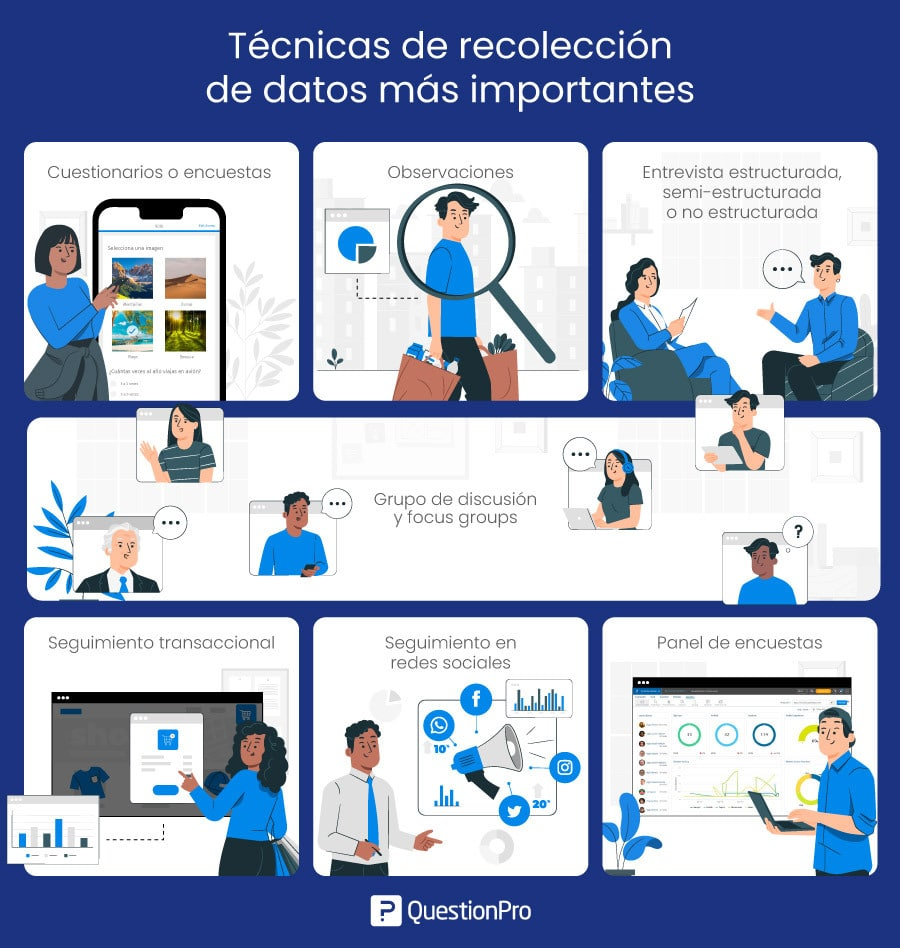 Técnicas de recolección
de datos más importantes
Cuestionarios o encuestas
Selecciona una imagen
Playa
¿Cuántas veces al año viajas en avión?
Observaciones
Entrevista estructurada,
semi-estructurada
o no estructurada
Grupo de discusión
y focus groups
?
Seguimiento transaccional
Seguimiento en
redes sociales
10%
20%
Panel de encuestas
QuestionPro